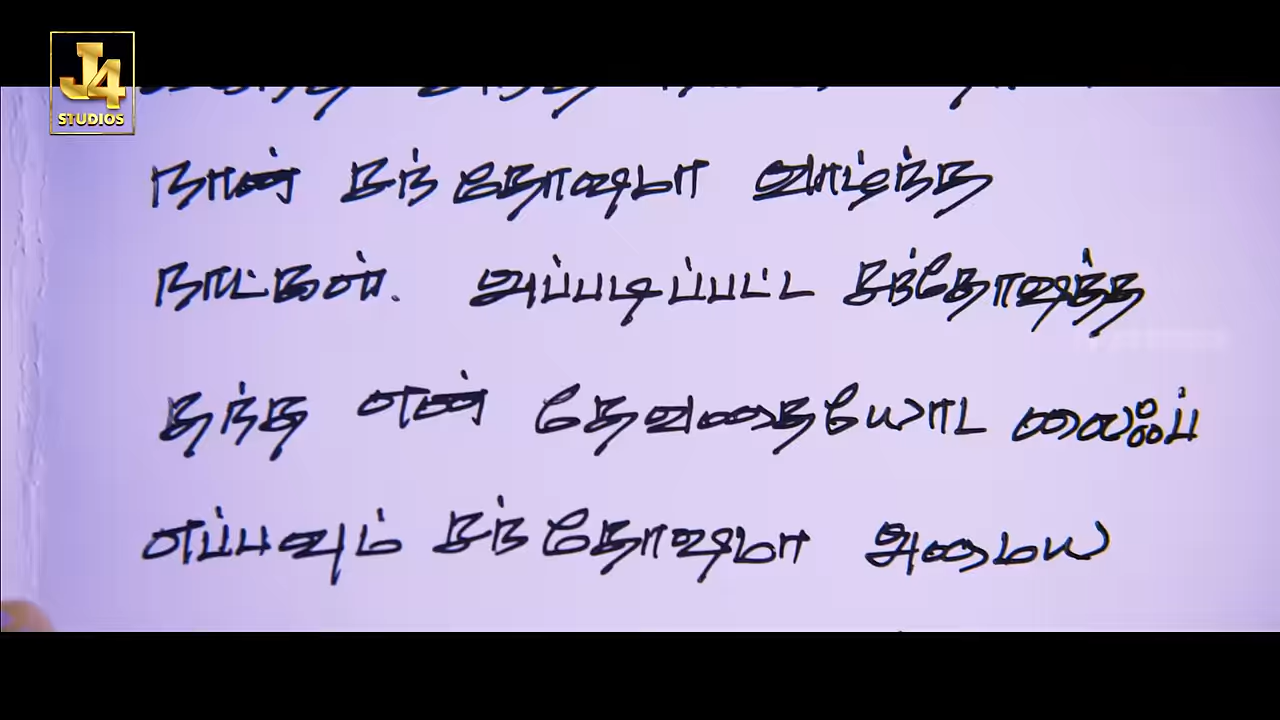 J4
STUDIOS
நான் சந்தோஷமா வாழ்ந்த
நாட்கள். அப்படிப்பட்ட சந்தோஷத்த
தந்த என் தேவதையோட லைஃப்
எப்பவும் சந்தோஷமா அமைய